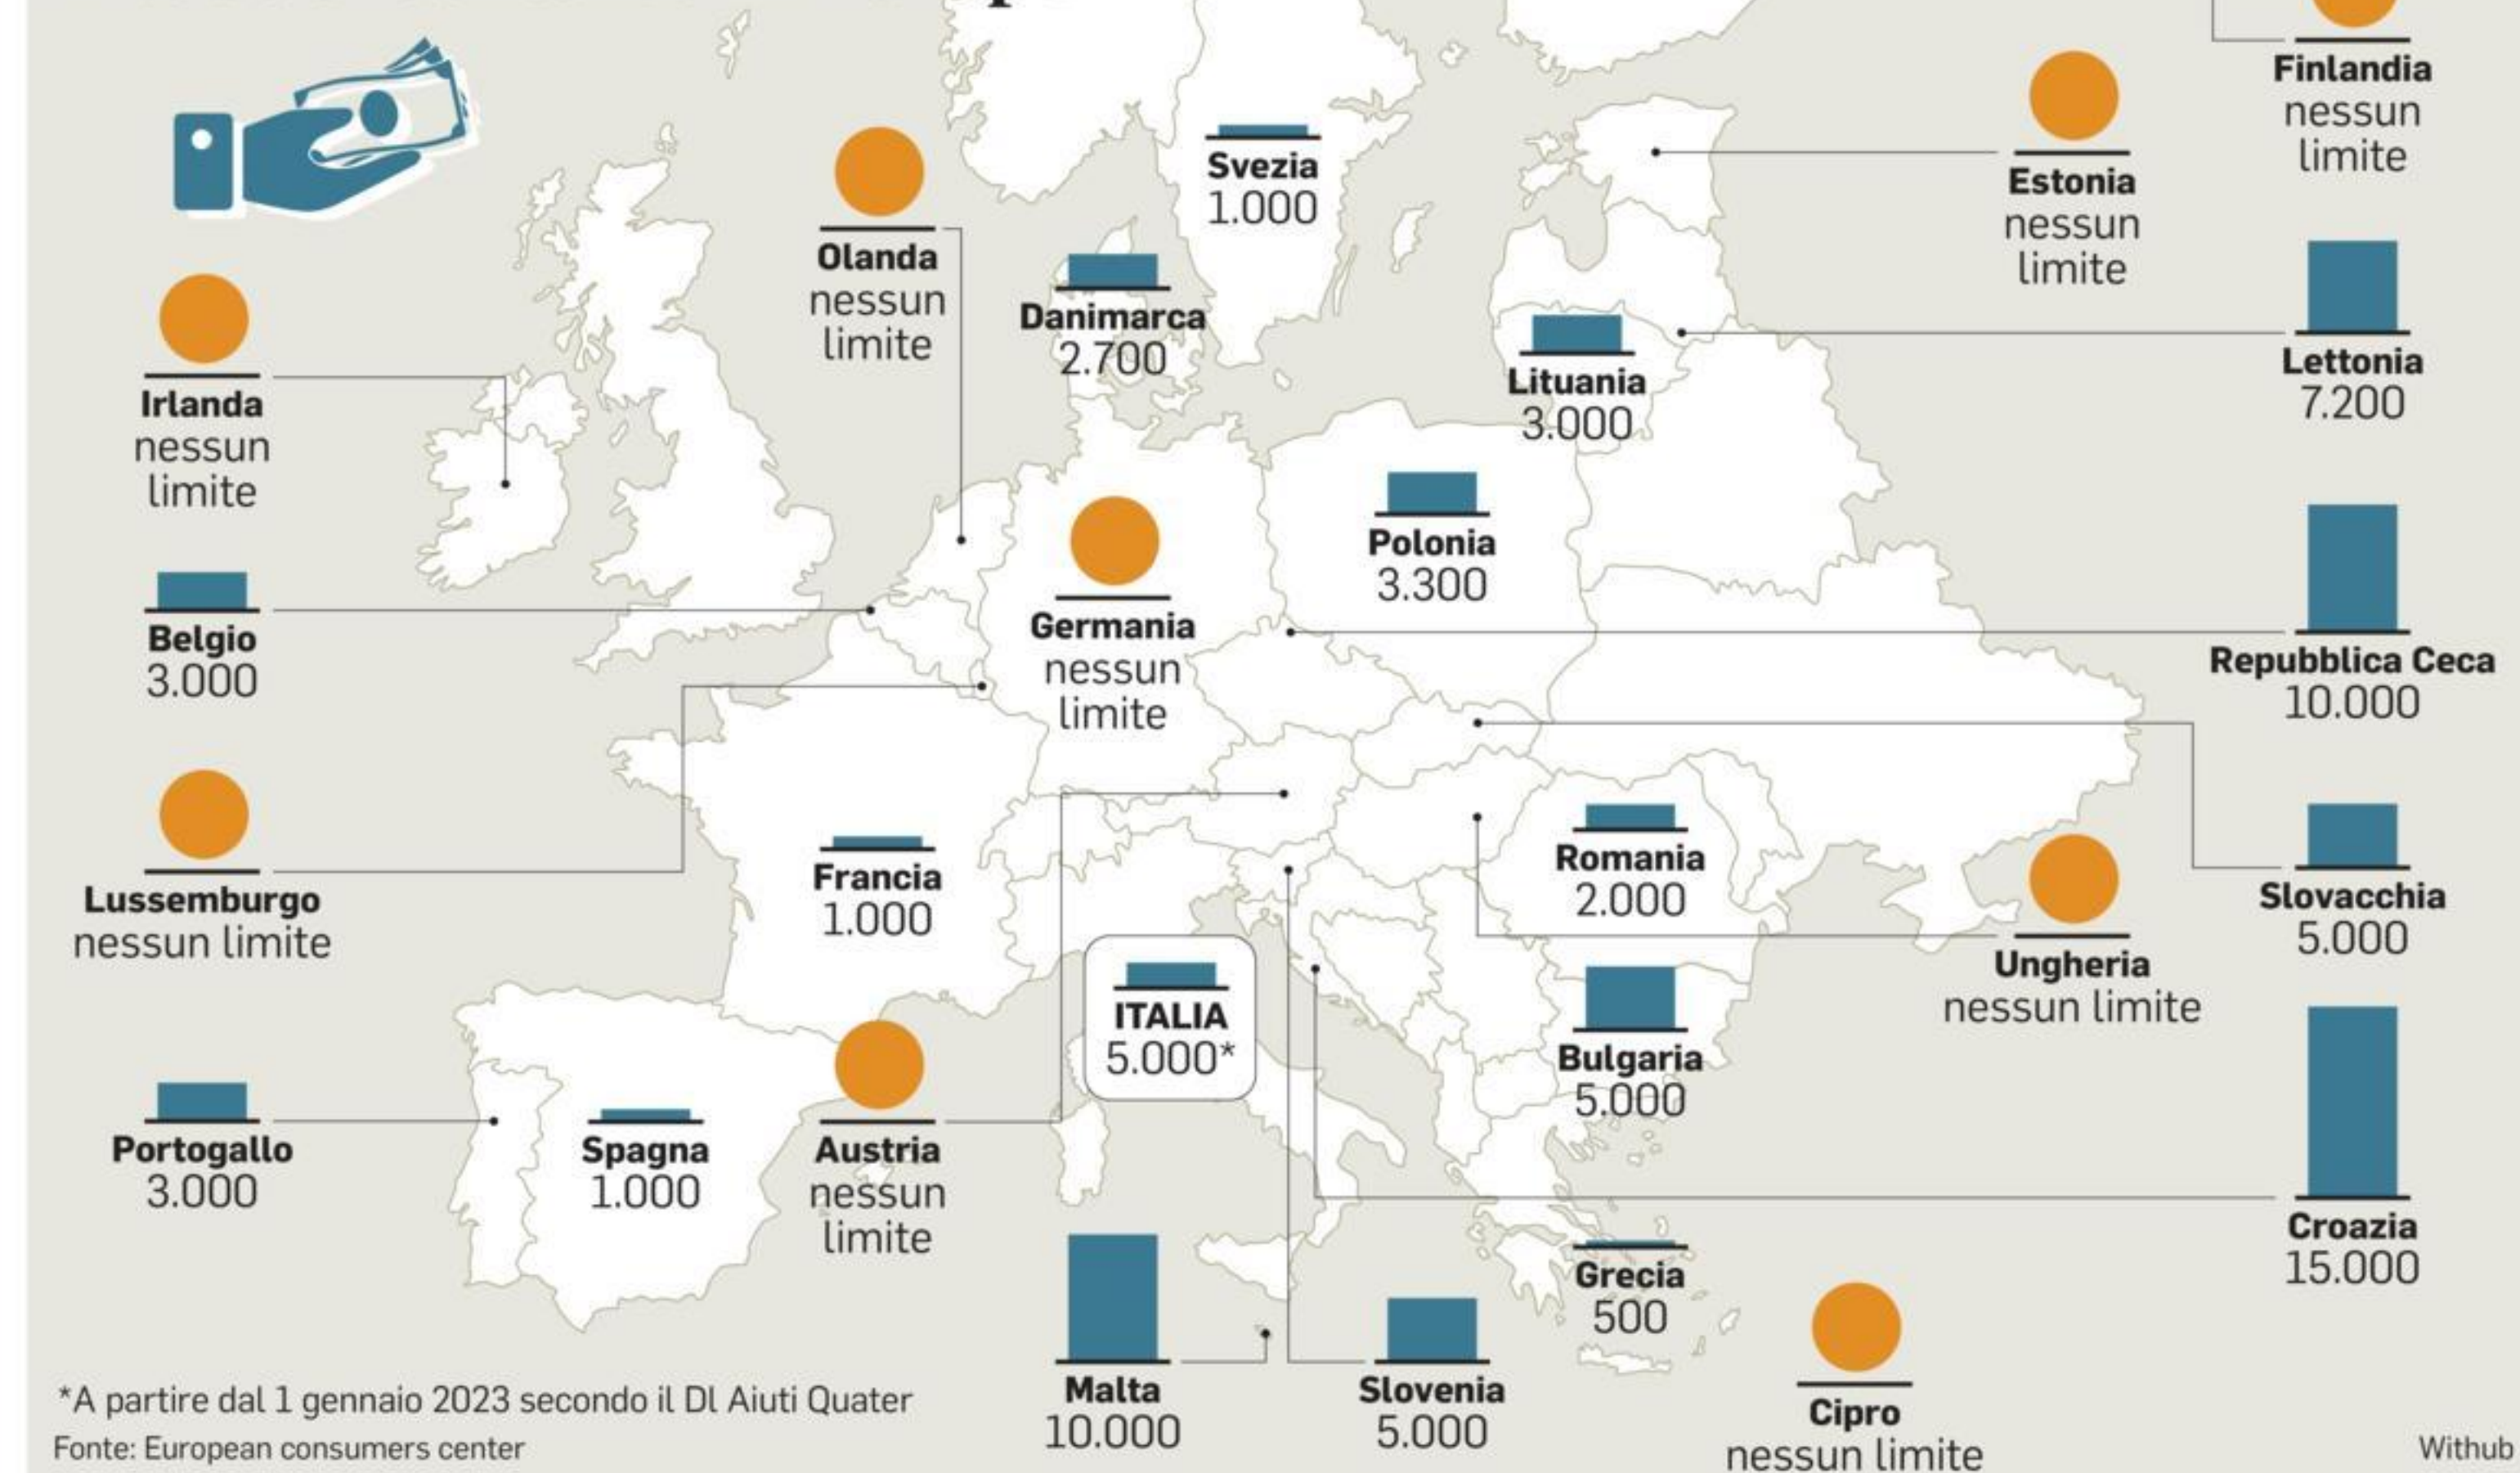 Finlandia
nessun
limite
Estonia
nessun
limite
Svezia
1.000
Olanda
nessun
limite
Danimarca
2.700
Lettonia
7.200
Lituania
3.000
Irlanda
nessun
limite
Polonia
3.300
Germania
nessun
limite
Belgio
3.000
Repubblica Ceca
10.000
Lussemburgo
nessun limite
Francia
1.000
Romania
2.000
Slovacchia
5.000
Ungheria
nessun limite
ITALIA
5.000*
Bulgaria
5.000
Portogallo
3.000
Spagna
1.000
Austria
nessun
limite
Croazia
15.000
Grecia
500
Malta
10.000
Slovenia
5.000
Cipro
nessun limite
*A partire dal 1 gennaio 2023 secondo il Dl Aiuti Quater
Fonte: European consumers center
Withub